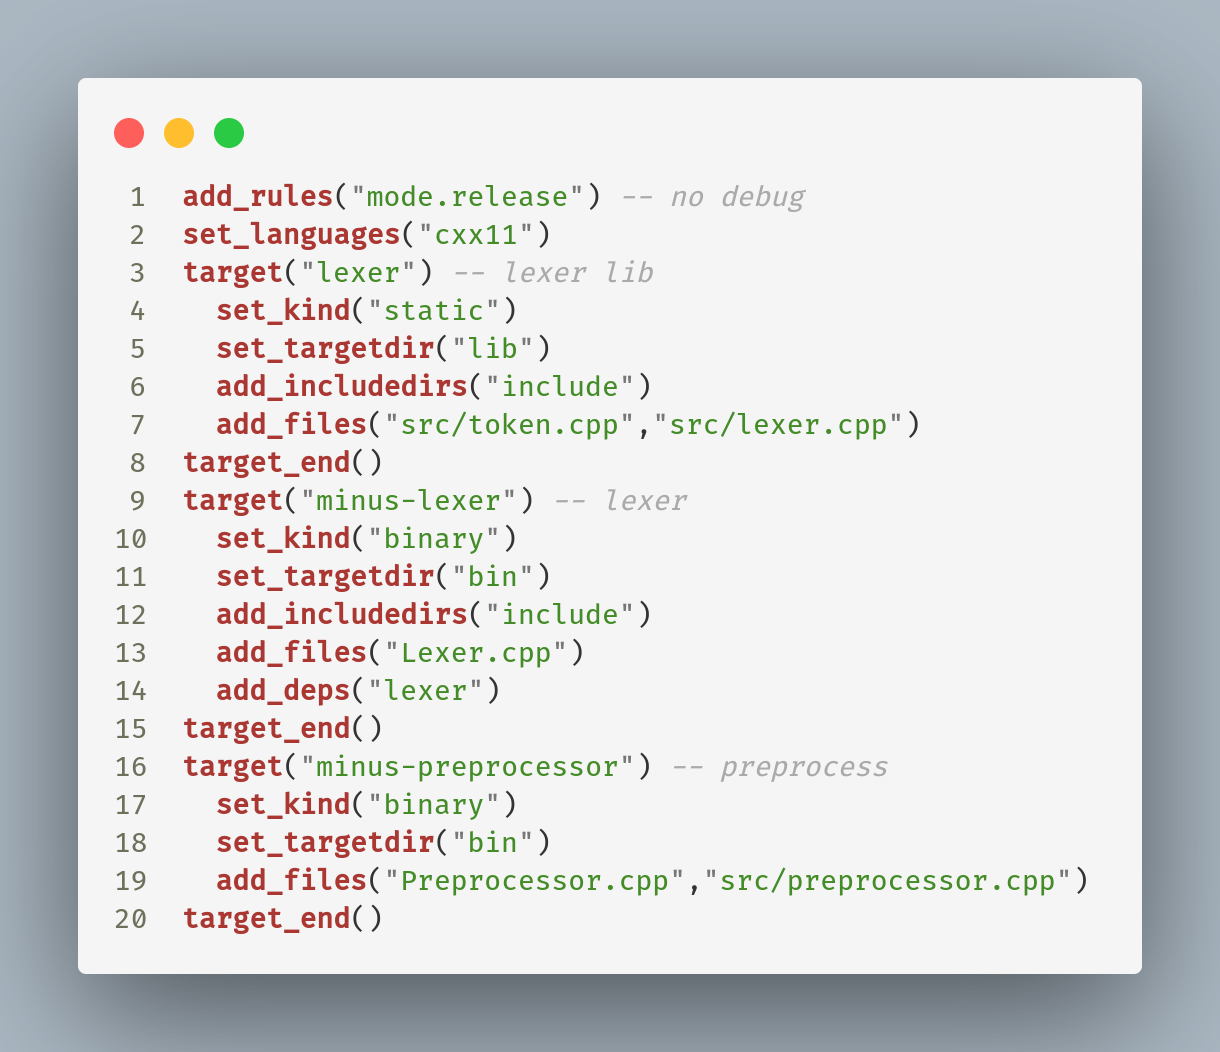 1 add_rules("mode.release") -- no debug
2 set_languages("cxx11")
3 target("lexer") -- lexer lib
4   set_kind("static")
5   set_targetdir("lib")
6   add_includedirs("include")
7   add_files("src/token.cpp","src/lexer.cpp")
8 target_end()
9 target("minus-lexer") -- lexer
10   set_kind("binary")
11   set_targetdir("bin")
12   add_includedirs("include")
13   add_files("Lexer.cpp")
14   add_deps("lexer")
15 target_end()
16 target("minus-preprocessor") -- preprocess
17   set_kind("binary")
18   set_targetdir("bin")
19   add_files("Preprocessor.cpp","src/preprocessor.cpp")
20 target_end()